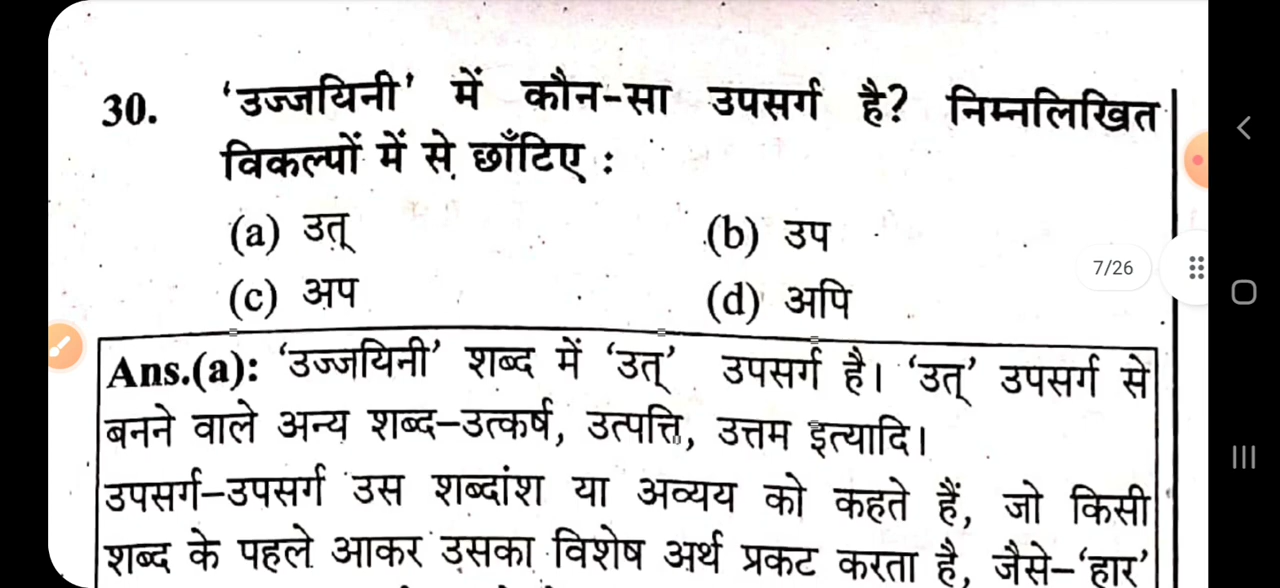 30. 'उज्जयिनी' में कौन-सा उपसर्ग है? निम्नलिखित
विकल्पों में से छाँटिए :
(a) उत् (b) उप
(c) अप (d) अपि
7/26
Ans.(a): 'उज्जयिनी' शब्द में 'उत्' उपसर्ग है। 'उत्' उपसर्ग से
बनने वाले अन्य शब्द–उत्कर्ष, उत्पत्ति, उत्तम इत्यादि।
उपसर्ग–उपसर्ग उस शब्दांश या अव्यय को कहते हैं, जो किसी
शब्द के पहले आकर उसका विशेष अर्थ प्रकट करता है, जैसे–'हार'